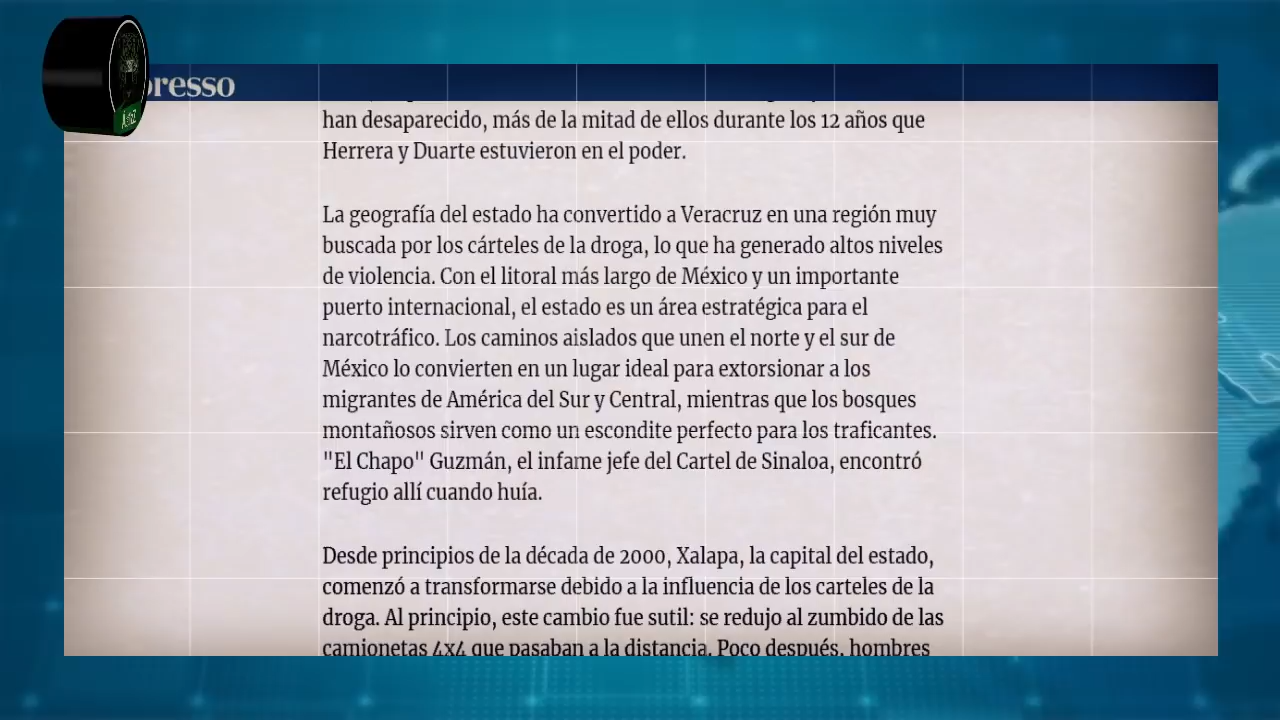 presso
han desaparecido, más de la mitad de ellos durante los 12 años que
Herrera y Duarte estuvieron en el poder.
La geografía del estado ha convertido a Veracruz en una región muy
buscada por los cárteles de la droga, lo que ha generado altos niveles
de violencia. Con el litoral más largo de México y un importante
puerto internacional, el estado es un área estratégica para el
narcotráfico. Los caminos aislados que unen el norte y el sur de
México lo convierten en un lugar ideal para extorsionar a los
migrantes de América del Sur y Central, mientras que los bosques
montañosos sirven como un escondite perfecto para los traficantes.
"El Chapo" Guzmán, el infame jefe del Cartel de Sinaloa, encontró
refugio allí cuando huía.
Desde principios de la década de 2000, Xalapa, la capital del estado,
comenzó a transformarse debido a la influencia de los carteles de la
droga. Al principio, este cambio fue sutil: se redujo al zumbido de las
camionetas 4x4 que pasaban a la distancia. Poco después, hombres